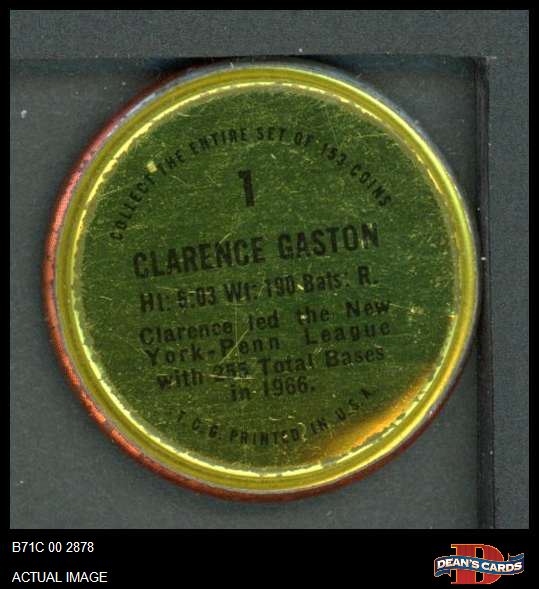 COLLECT THE ENTIRE SET OF 153 COINS
1
CLARENCE GASTON
Ht: 6:03 Wt: 190 Bats: R.
Clarence led the New
York-Penn League
with 255 Total Bases
in 1966.
T.C.G. PRINTED IN U.S.A.
B71C 00 2878
ACTUAL IMAGE
D
DEAN'S CARDS